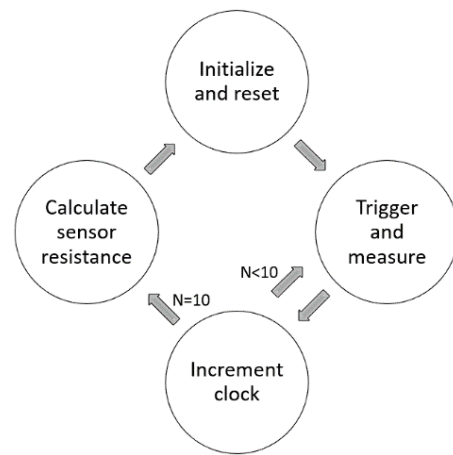 Initialize
and reset
Calculate
sensor
resistance
Trigger
and
measure
N<10
N=10
Increment
clock